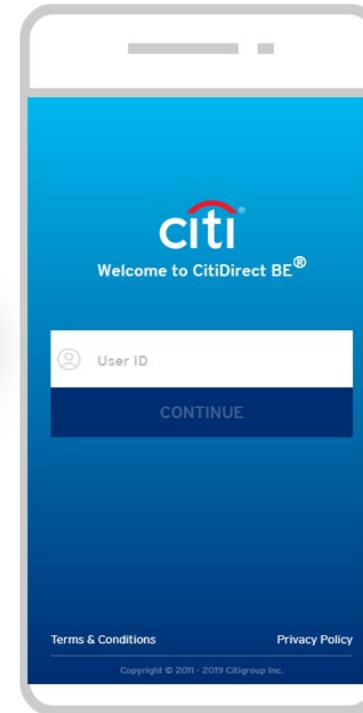 citi®
Welcome to CitiDirect BE®
User ID
CONTINUE
Terms & Conditions
Privacy Policy
Copyright © 2011 - 2019 Citigroup Inc.